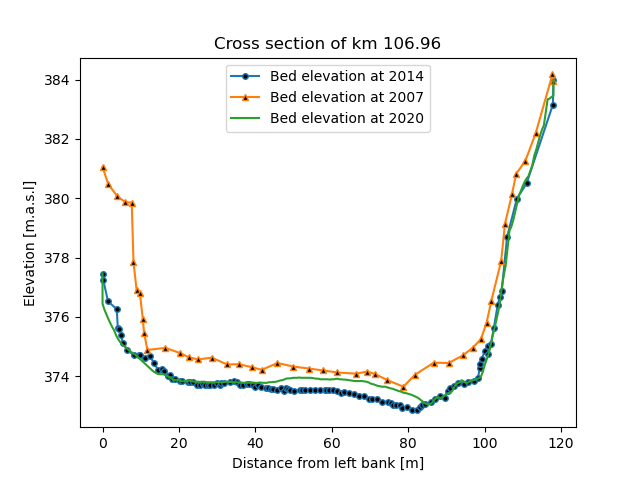 Cross section of km 106.96
Bed elevation at 2014
Bed elevation at 2007
Bed elevation at 2020
Elevation [m.a.s.l]
384
382
380
378
376
374
0 20 40 60 80 100 120
Distance from left bank [m]